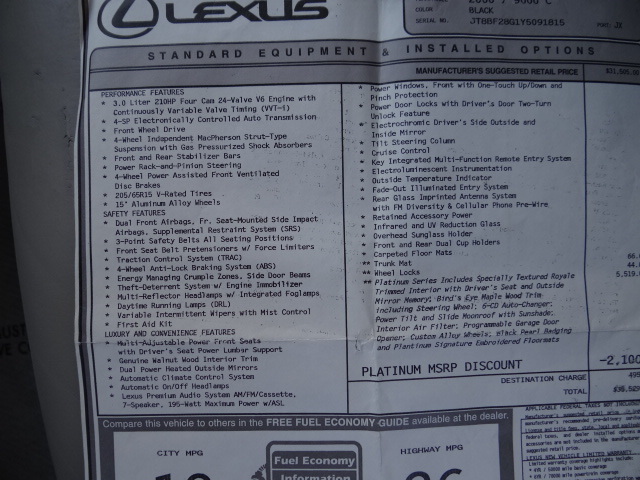 LEXUS
COLOR BLACK
SERIAL NO. JT8BF28G1Y5091815
STANDARD EQUIPMENT & INSTALLED OPTIONS
MANUFACTURER'S SUGGESTED RETAIL PRICE
PERFORMANCE FEATURES
* 3.0 Liter 210HP Four Cam 24-Valve V6 Engine with
Continuously Variable Valve Timing (VVT-i)
* 4-SP Electronically Controlled Auto Transmission
* Front Wheel Drive
* 4-Wheel Independent MacPherson Strut-Type
Suspension with Gas Pressurized Shock Absorbers
* Front and Rear Stabilizer Bars
* Power Rack-and-Pinion Steering
* 4-Wheel Power Assisted Front Ventilated
Disc Brakes
* 205/65R15 V-Rated Tires
* 15" Aluminum Alloy Wheels
SAFETY FEATURES
* Dual Front Airbags, Fr. Seat-Mounted Side Impact
Airbags, Supplemental Restraint System (SRS)
* 3-Point Safety Belts All Seating Positions
* Front Seat Belt Pretensioners w/ Force Limiters
* Traction Control System (TRAC)
* 4-Wheel Anti-Lock Braking System (ABS)
* Energy Managing Crumple Zones, Side Door Beams
* Theft-Deterrent System w/ Engine Immobilizer
* Multi-Reflector Headlamps w/ Integrated Foglamps
* Daytime Running Lamps (DRL)
* Variable Intermittent Wipers with Mist Control
* First Aid Kit
LUXURY AND CONVENIENCE FEATURES
* Multi-Adjustable Power Front Seats
with Driver's Seat Power Lumbar Support
* Genuine Walnut Wood Interior Trim
* Dual Power Heated Outside Mirrors
* Automatic Climate Control System
* Automatic On/Off Headlamps
* Lexus Premium Audio System AM/FM/Cassette,
7-Speaker, 195-Watt Maximum Power w/ASL
* Power Windows, Front with One-Touch Up/Down and
Pinch Protection
* Power Door Locks with Driver's Door Two-Turn
Unlock Feature
* Electrochromic Driver's Side Outside and
Inside Mirror
* Tilt Steering Column
* Cruise Control
* Key Integrated Multi-Function Remote Entry System
* Electroluminescent Instrumentation
* Outside Temperature Indicator
* Fade-Out Illuminated Entry System
* Rear Glass Imprinted Antenna System
with FM Diversity & Cellular Phone Pre-Wire
* Retained Accessory Power
* Infrared and UV Reduction Glass
* Overhead Sunglass Holder
* Front and Rear Dual Cup Holders
* Carpeted Floor Mats
** Trunk Mat
** Wheel Locks
** Platinum Series Includes Specially Textured Royale
Trimmed Interior with Driver's Seat and Outside
Mirror Memory; Bird's Eye Maple Wood Trim
including Steering Wheel; 6-CD Auto-Changer;
Power Tilt and Slide Moonroof with Sunshade;
Interior Air Filter; Programmable Garage Door
Opener; Custom Alloy Wheels; Black Pearl Badging
and Plantinum Signature Embroidered Floormats
PLATINUM MSRP DISCOUNT -2,100
DESTINATION CHARGE 495
TOTAL
Compare this vehicle to others in the FREE FUEL ECONOMY GUIDE available at the dealer.
CITY MPG
Fuel Economy
Information
HIGHWAY MPG